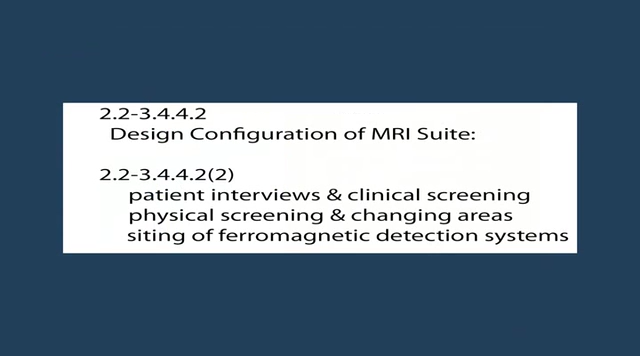 2.2-3.4.4.2
Design Configuration of MRI Suite:
2.2-3.4.4.2(2)
patient interviews & clinical screening
physical screening & changing areas
siting of ferromagnetic detection systems